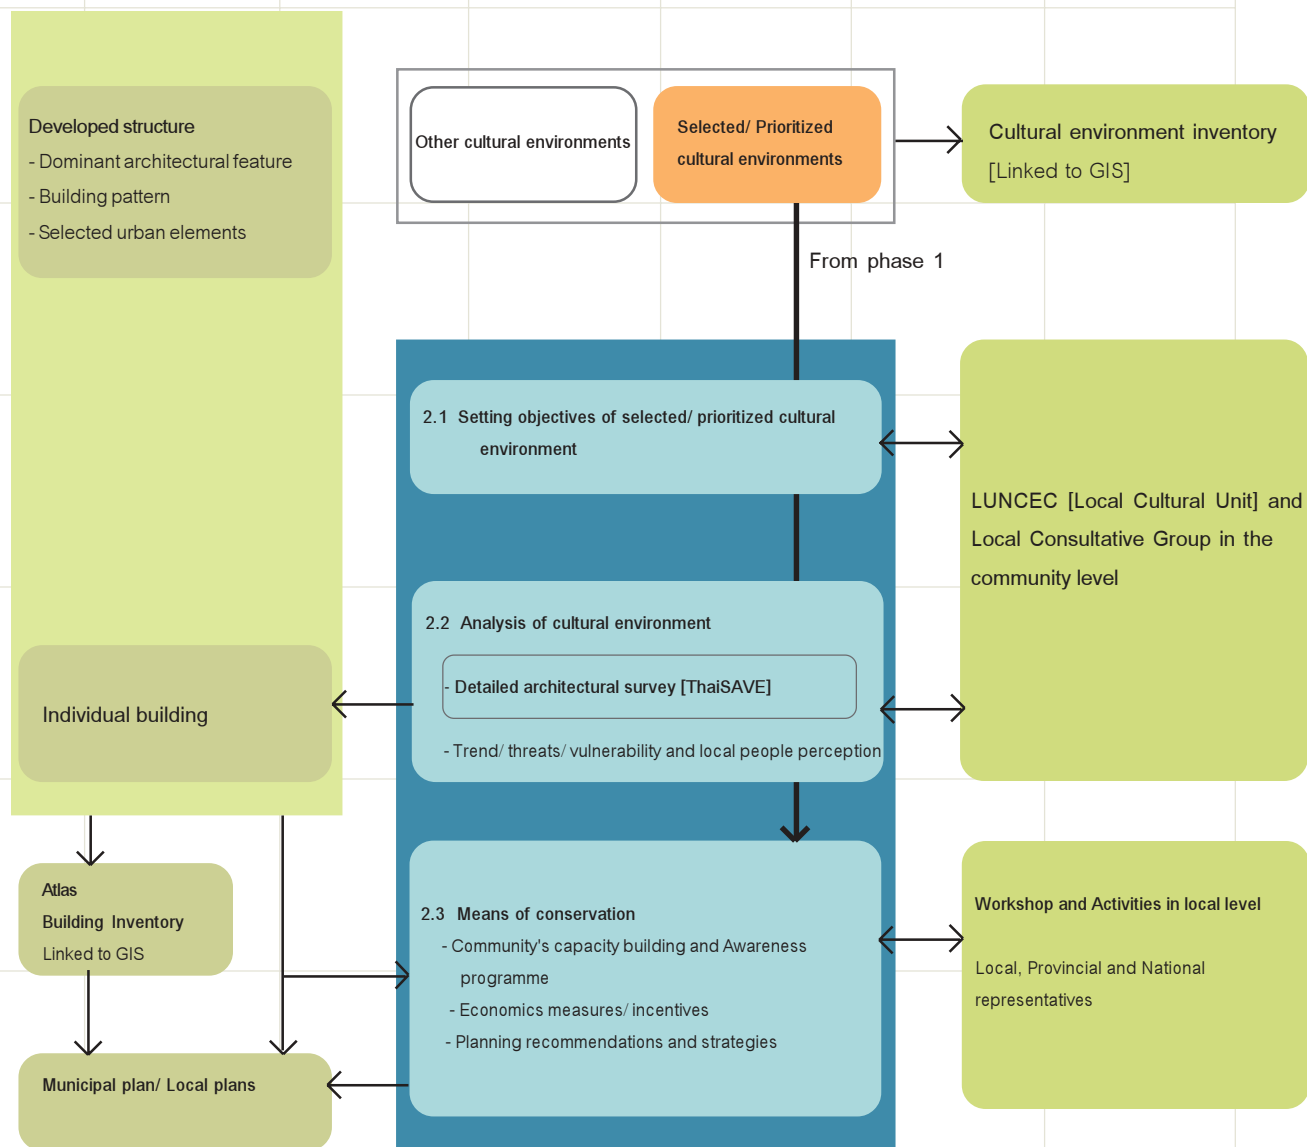 Developed structure
- Dominant architectural feature
- Building pattern
- Selected urban elements
Other cultural environments
Selected/ Prioritized
cultural environments
Cultural environment inventory
[Linked to GIS]
From phase 1
2.1 Setting objectives of selected/ prioritized cultural
environment
LUNCEC [Local Cultural Unit] and
Local Consultative Group in the
community level
2.2 Analysis of cultural environment
- Detailed architectural survey [ThaiSAVE]
- Trend/ threats/ vulnerability and local people perception
Individual building
Atlas
Building Inventory
Linked to GIS
2.3 Means of conservation
- Community's capacity building and Awareness
programme
- Economics measures/ incentives
- Planning recommendations and strategies
Workshop and Activities in local level
Local, Provincial and National
representatives
Municipal plan/ Local plans